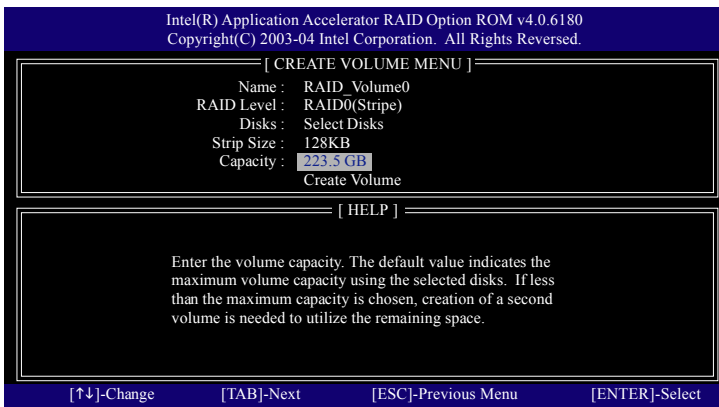 Intel(R) Application Accelerator RAID Option ROM v4.0.6180
Copyright(C) 2003-04 Intel Corporation. All Rights Reversed.
[ CREATE VOLUME MENU ]
Name : RAID_Volume0
RAID Level : RAID0(Stripe)
Disks : Select Disks
Strip Size : 128KB
Capacity : 223.5 GB
Create Volume
[ HELP ]
Enter the volume capacity. The default value indicates the
maximum volume capacity using the selected disks. If less
than the maximum capacity is chosen, creation of a second
volume is needed to utilize the remaining space.
[↑↓]-Change [TAB]-Next [ESC]-Previous Menu [ENTER]-Select